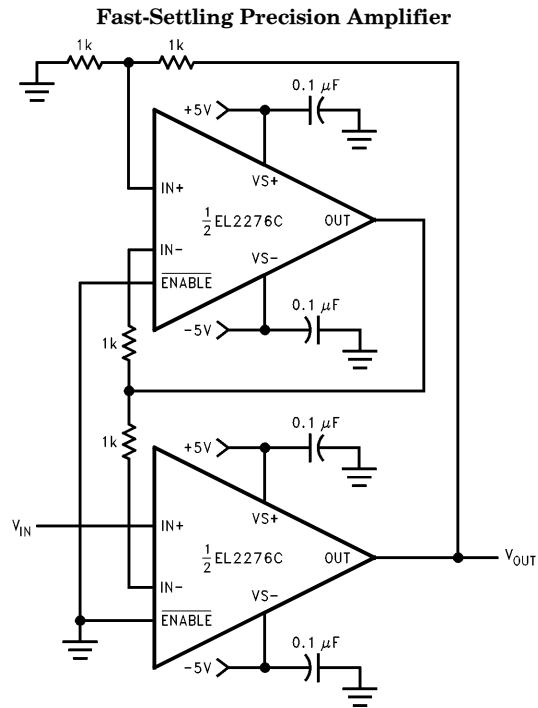 Fast-Settling Precision Amplifier
1k 1k
0.1 μF
+5V
VS+
IN+
1/2 EL2276C OUT
IN-
VS-
ENABLE
0.1 μF
-5V
1k
1k
0.1 μF
+5V
VS+
VIN IN+
1/2 EL2276C OUT VOUT
IN-
VS-
ENABLE
0.1 μF
-5V